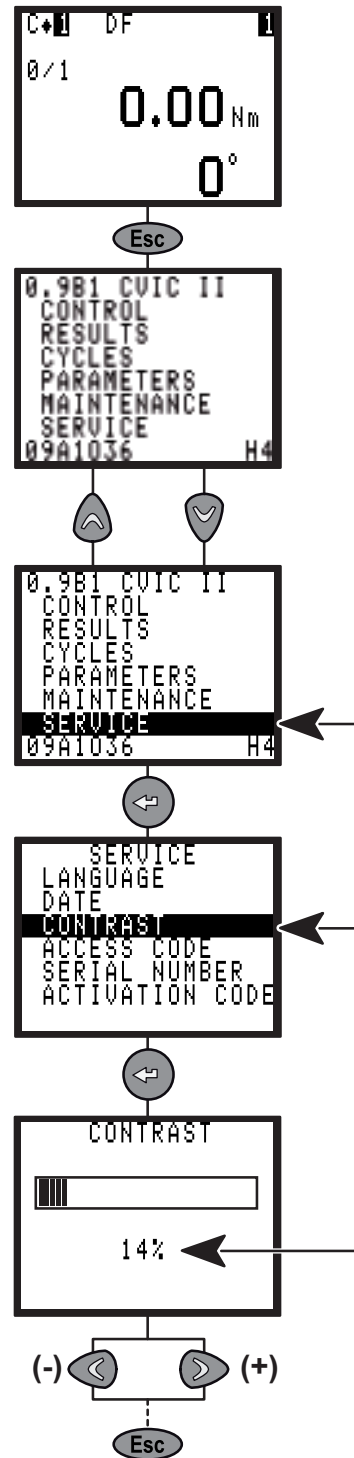 C♦1 DF 1
0/1
0.00 Nm
0°
Esc
0.9B1 CVIC II
CONTROL
RESULTS
CYCLES
PARAMETERS
MAINTENANCE
SERVICE
09A1036 H4
0.9B1 CVIC II
CONTROL
RESULTS
CYCLES
PARAMETERS
MAINTENANCE
SERVICE
09A1036 H4
SERVICE
LANGUAGE
DATE
CONTRAST
ACCESS CODE
SERIAL NUMBER
ACTIVATION CODE
CONTRAST
14%
(-) (+)
Esc